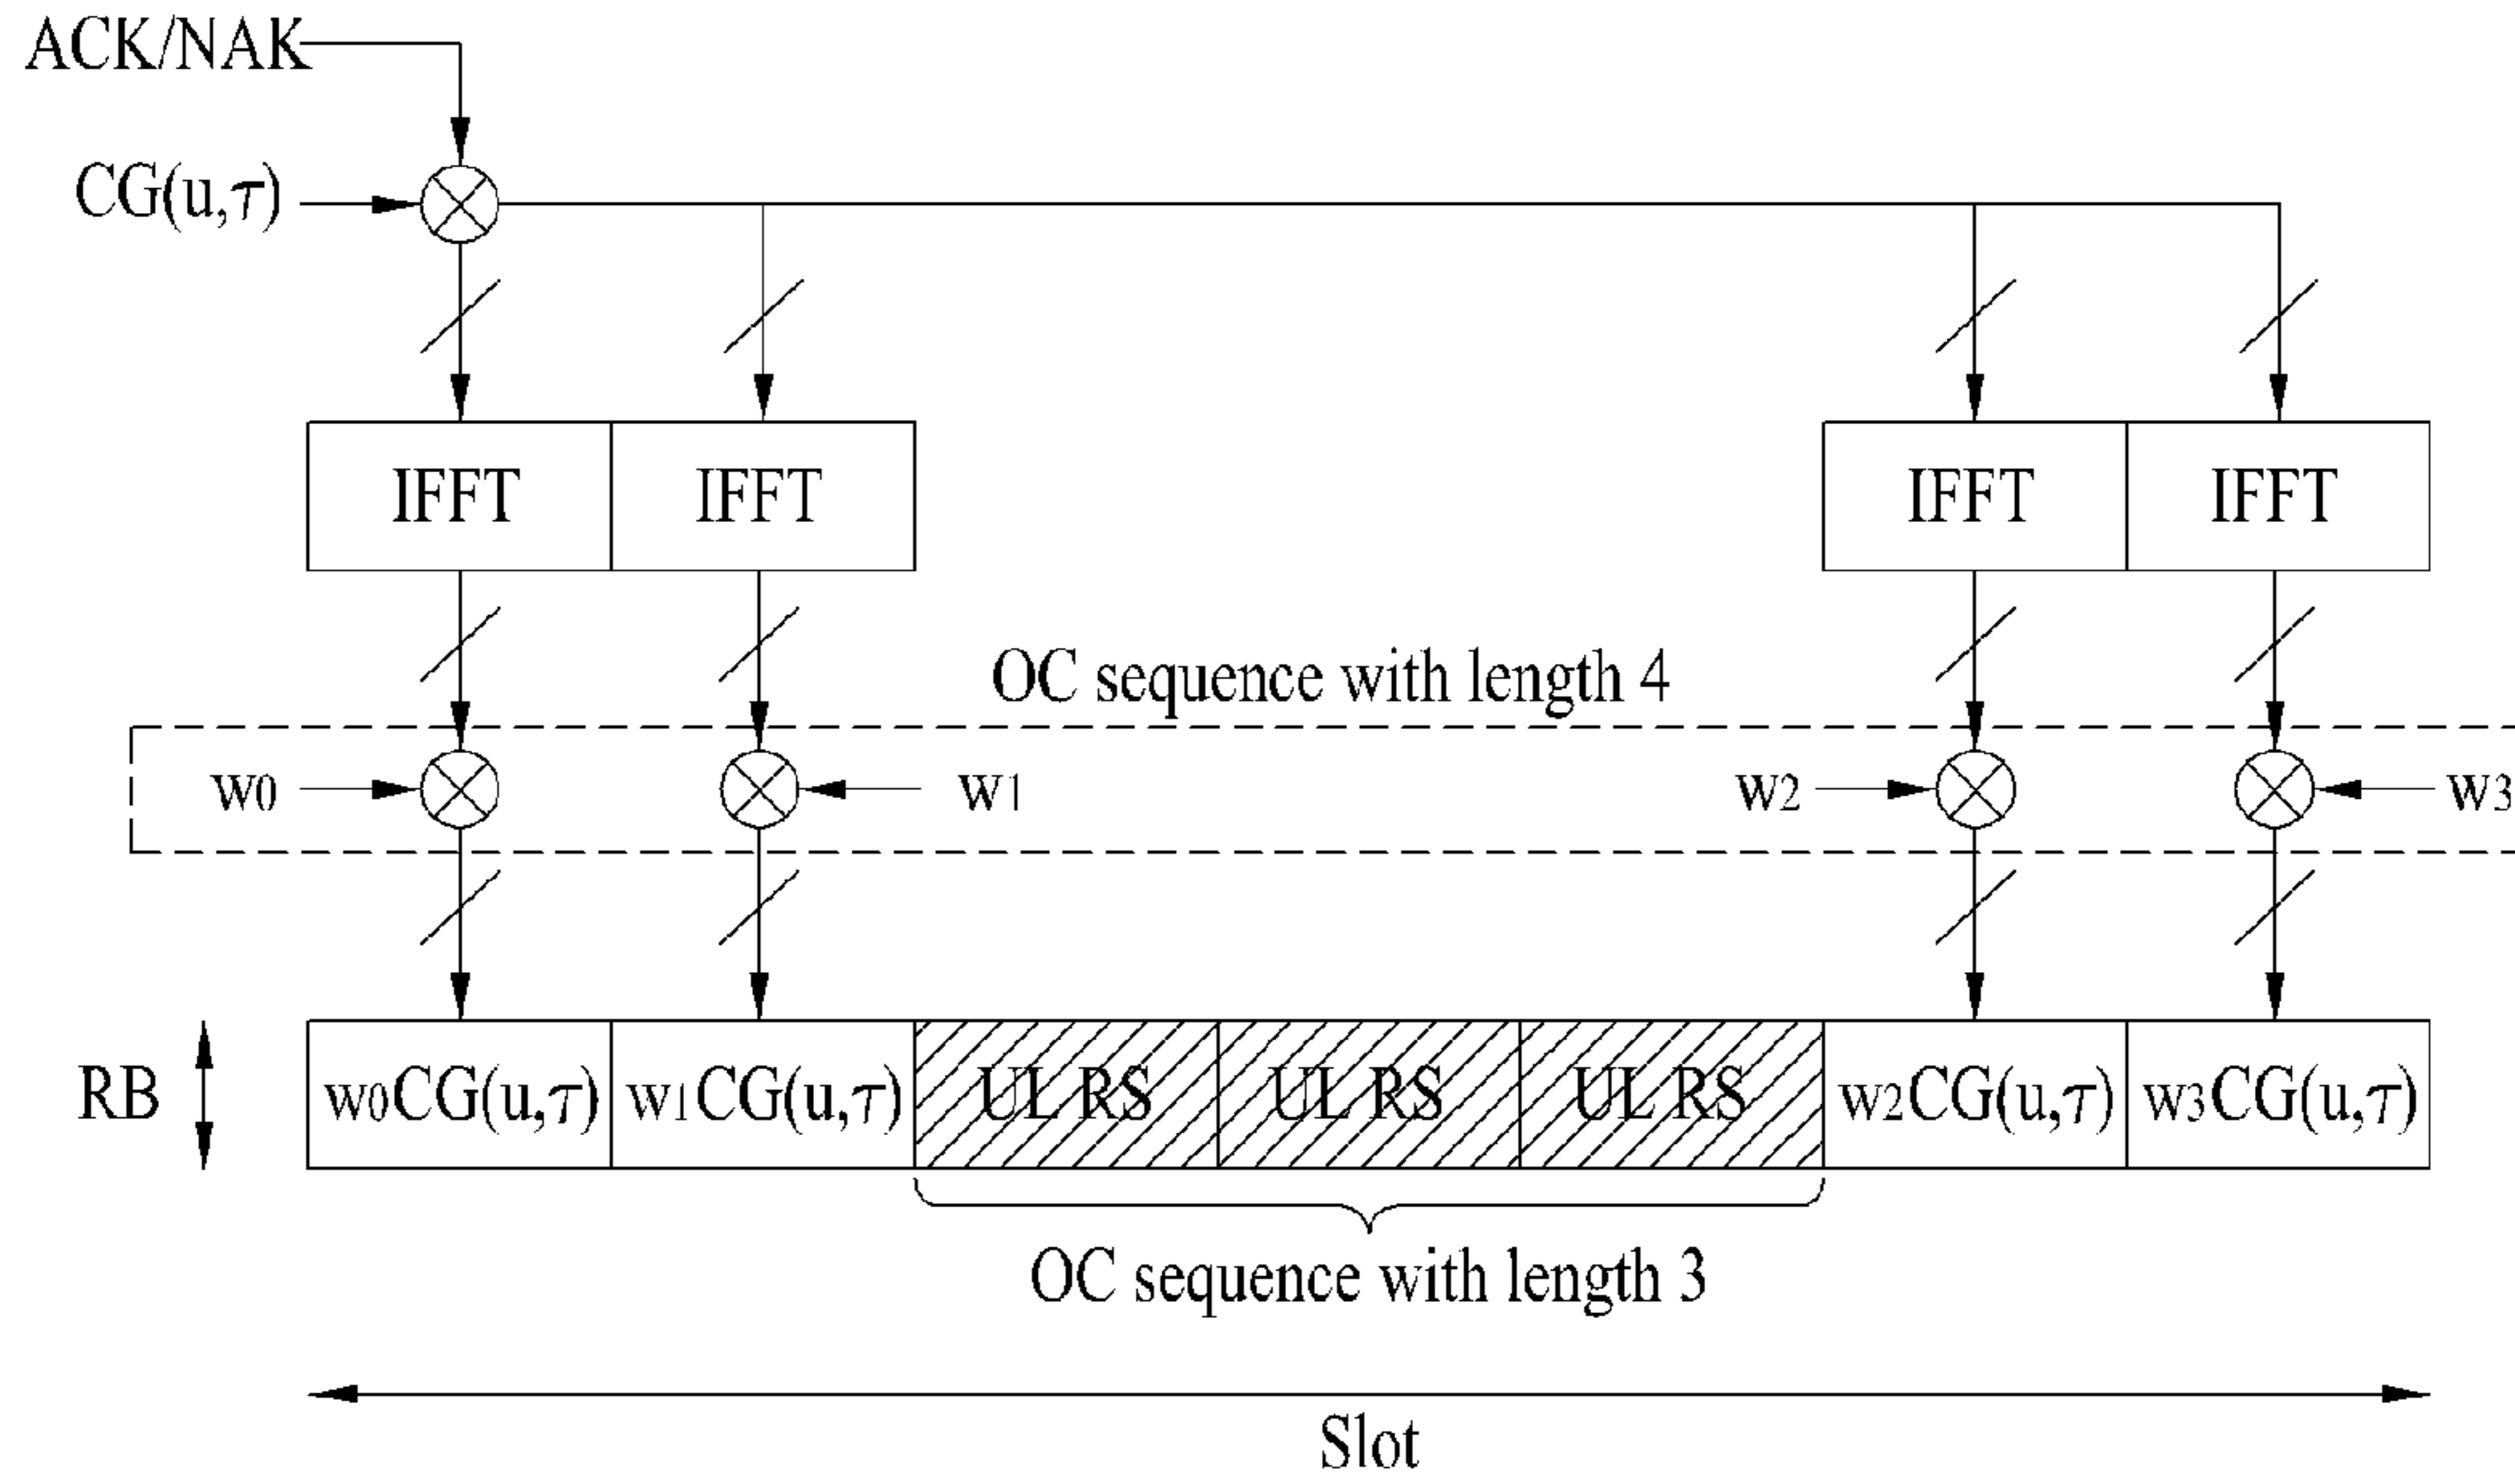 ACK/NAK
CG(u,τ)
IFFT IFFT IFFT IFFT
OC sequence with length 4
w0 w1 w2 w3
RB w0CG(u,τ) w1CG(u,τ) UL RS UL RS UL RS w2CG(u,τ) w3CG(u,τ)
OC sequence with length 3
Slot